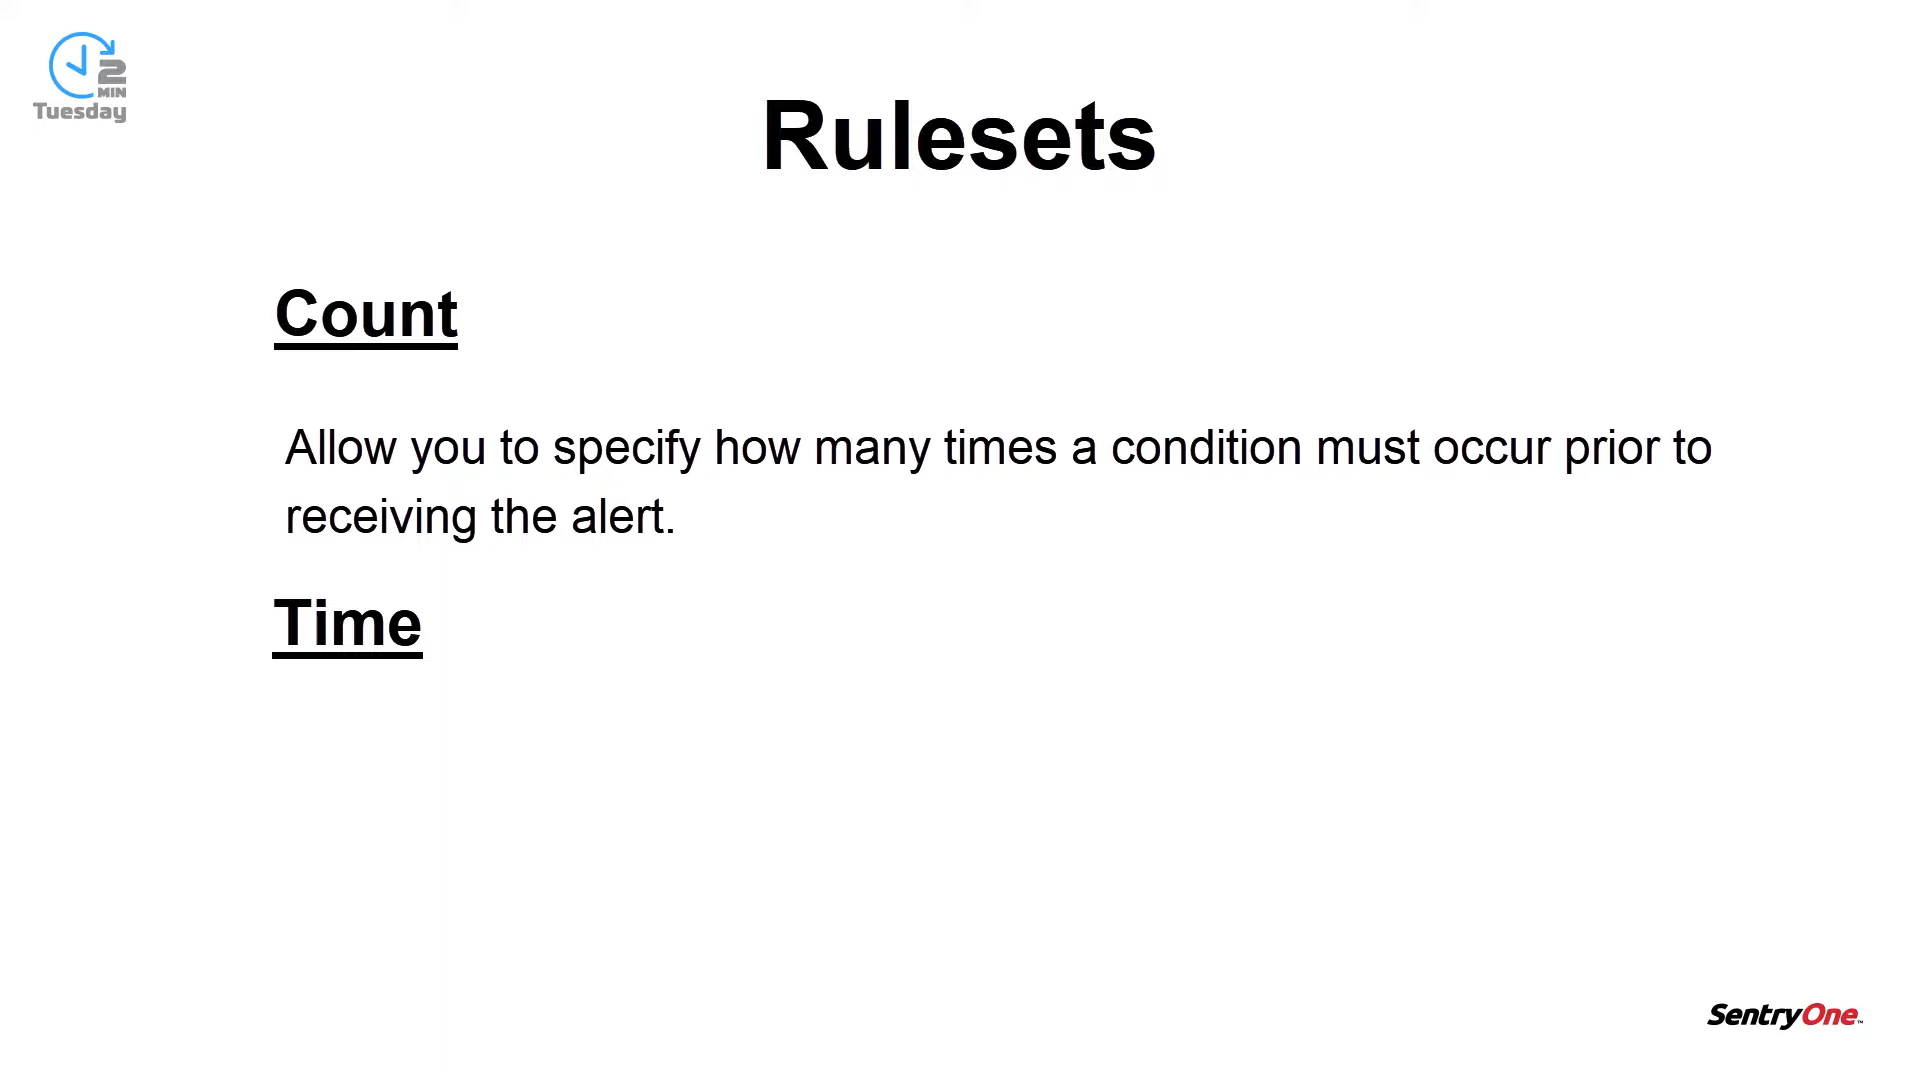 2
MIN
Tuesday
Rulesets
Count
Allow you to specify how many times a condition must occur prior to
receiving the alert.
Time
SentryOne™